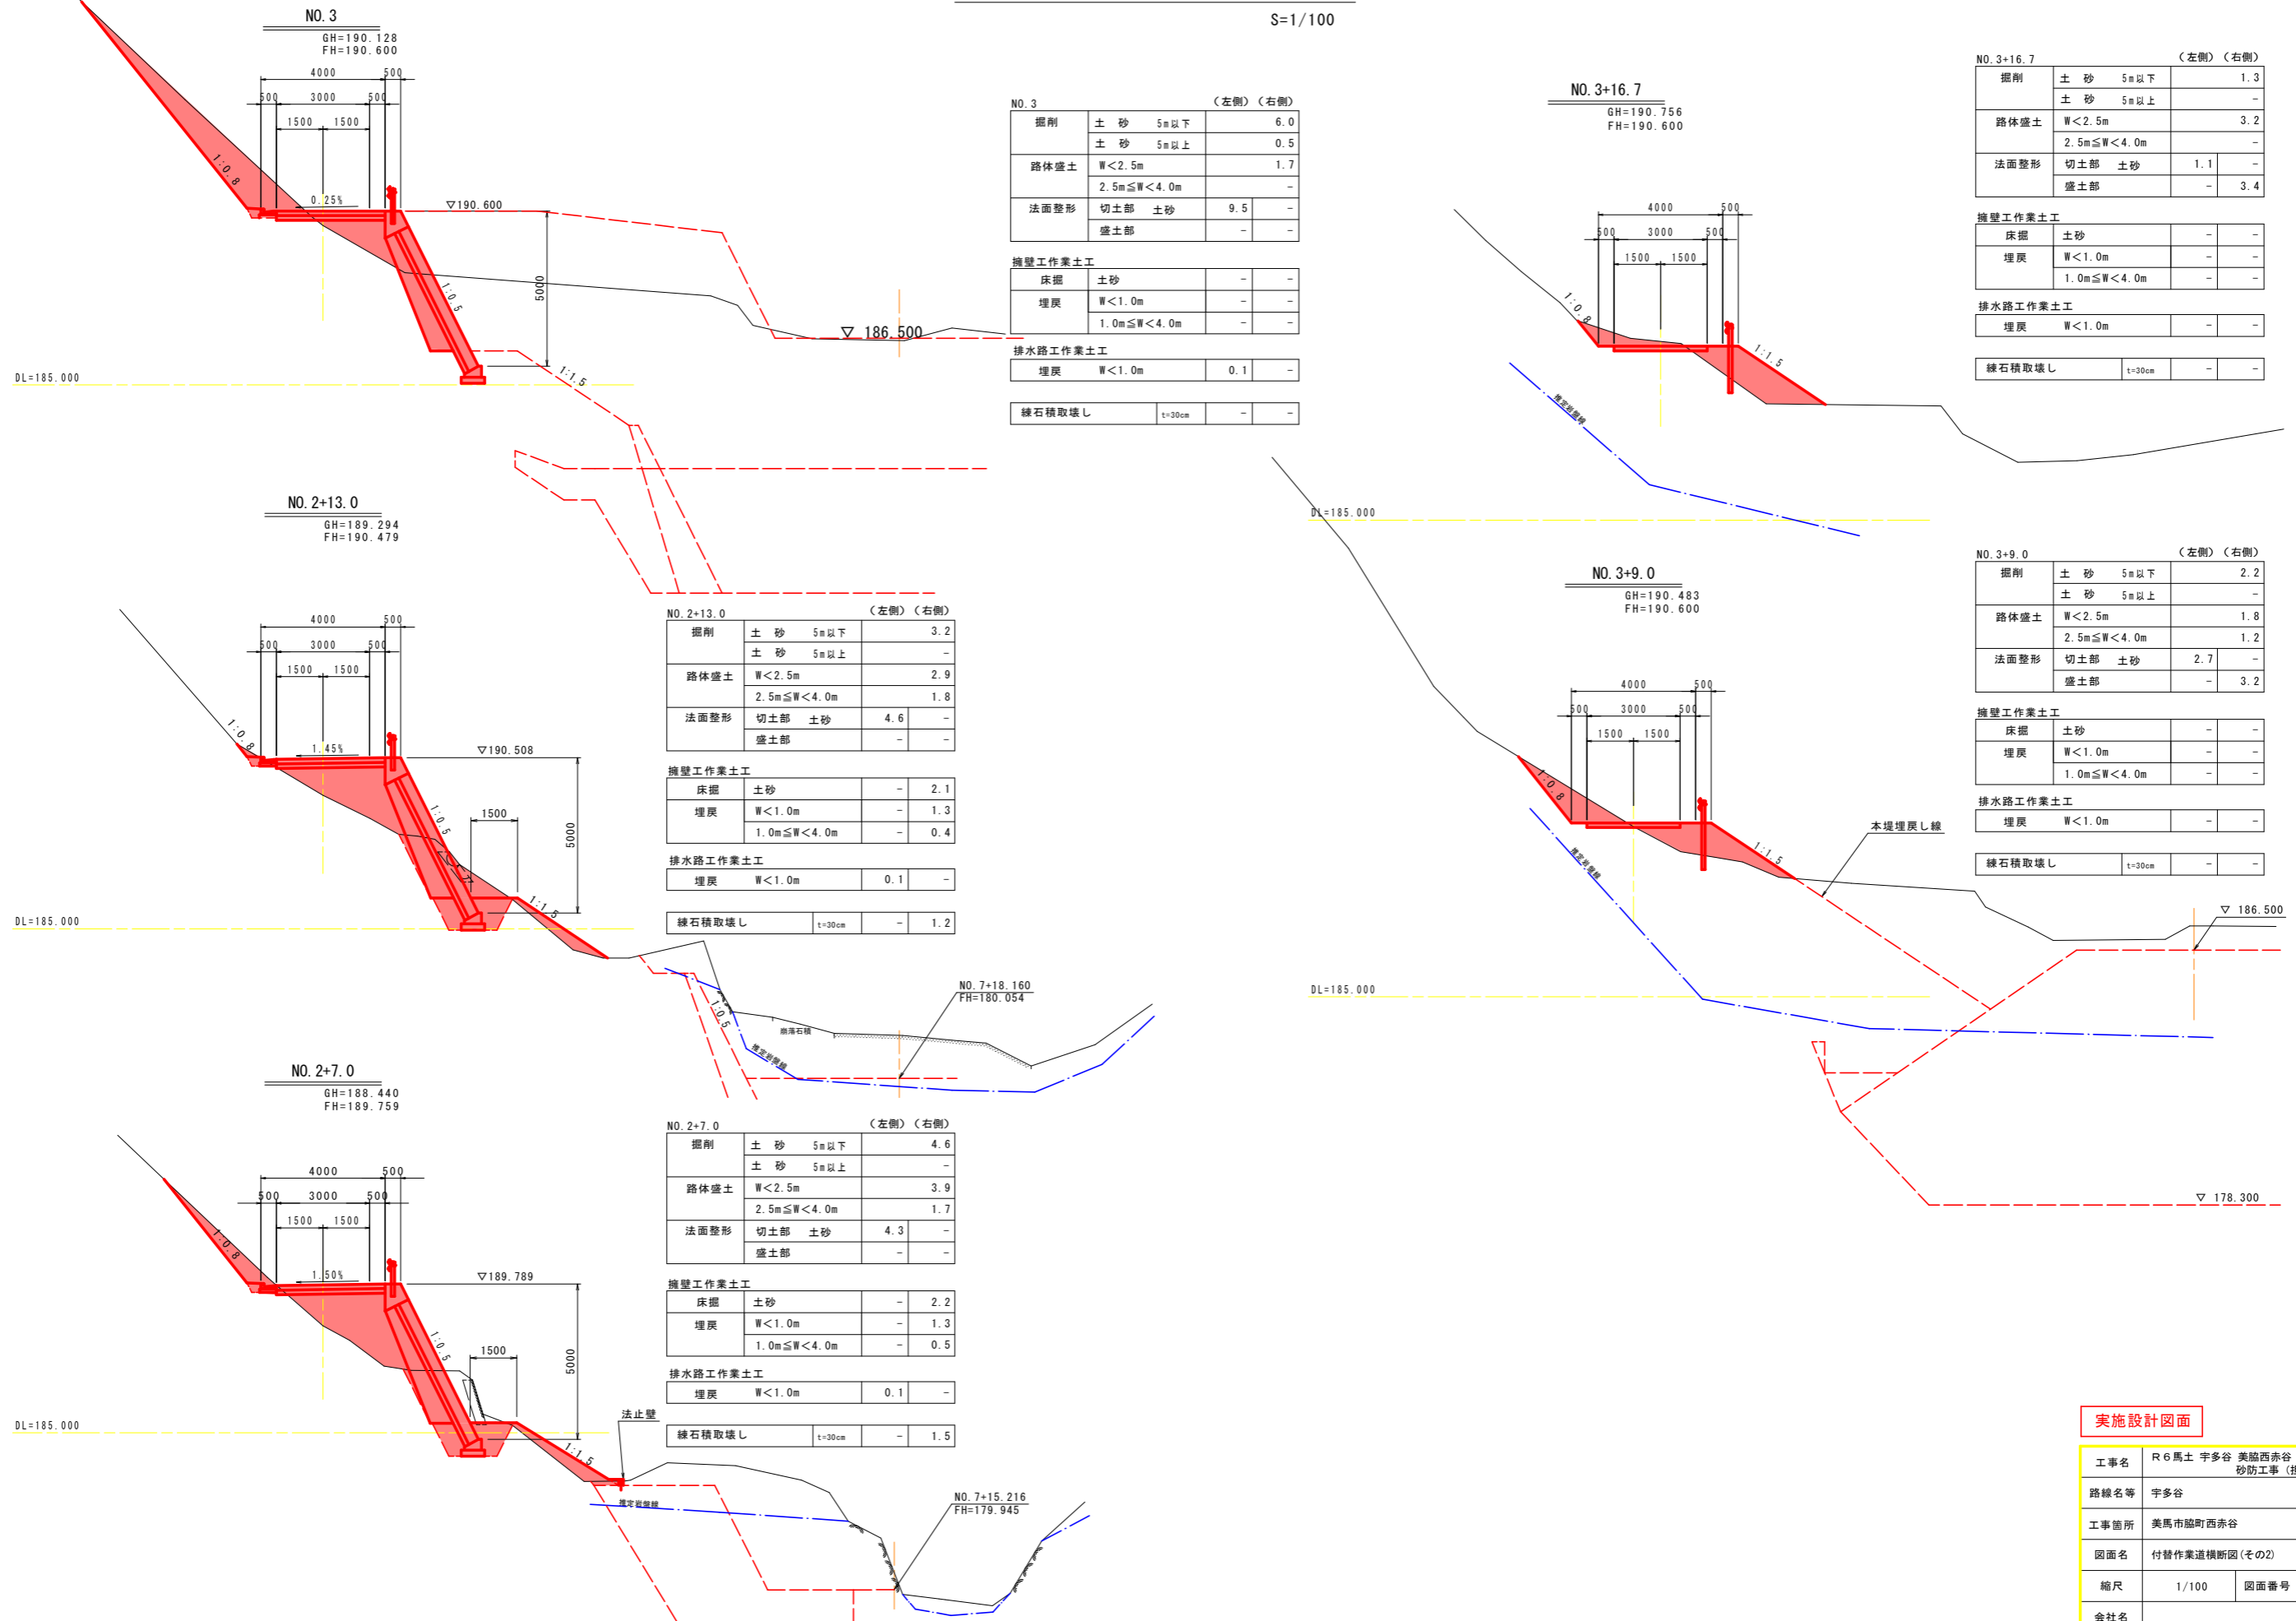 S=1/100
NO.3
GH=190.128
FH=190.600
4000 500
500 3000 500
1500 1500
1:0.8
0.25%
▽190.600
1:0.5
5000
▽ 186.500
1:1.5
DL=185.000
NO.3 （左側）（右側）
掘削 土 砂 5m以下 6.0
土 砂 5m以上 0.5
路体盛土 W＜2.5m 1.7
2.5m≦W＜4.0m -
法面整形 切土部 土砂 9.5 -
盛土部 - -
擁壁工作業土工
床掘 土砂 - -
埋戻 W＜1.0m - -
1.0m≦W＜4.0m - -
排水路工作業土工
埋戻 W＜1.0m 0.1 -
練石積取壊し t=30cm - -
NO.2+13.0
GH=189.294
FH=190.479
4000 500
500 3000 500
1500 1500
1:0.8
1.45%
▽190.508
1:0.5
1500
5000
1:1.5
DL=185.000
1:0.5
崩落石積
推定岩盤線
NO.7+18.160
FH=180.054
NO.2+13.0 （左側）（右側）
掘削 土 砂 5m以下 3.2
土 砂 5m以上 -
路体盛土 W＜2.5m 2.9
2.5m≦W＜4.0m 1.8
法面整形 切土部 土砂 4.6 -
盛土部 - -
擁壁工作業土工
床掘 土砂 - 2.1
埋戻 W＜1.0m - 1.3
1.0m≦W＜4.0m - 0.4
排水路工作業土工
埋戻 W＜1.0m 0.1 -
練石積取壊し t=30cm - 1.2
NO.2+7.0
GH=188.440
FH=189.759
4000 500
500 3000 500
1500 1500
1:0.8
1.50%
▽189.789
1:0.5
1500
5000
1:1.5
DL=185.000
法止壁
推定岩盤線
NO.7+15.216
FH=179.945
NO.2+7.0 （左側）（右側）
掘削 土 砂 5m以下 4.6
土 砂 5m以上 -
路体盛土 W＜2.5m 3.9
2.5m≦W＜4.0m 1.7
法面整形 切土部 土砂 4.3 -
盛土部 - -
擁壁工作業土工
床掘 土砂 - 2.2
埋戻 W＜1.0m - 1.3
1.0m≦W＜4.0m - 0.5
排水路工作業土工
埋戻 W＜1.0m 0.1 -
練石積取壊し t=30cm - 1.5
NO.3+16.7
GH=190.756
FH=190.600
4000 500
500 3000 500
1500 1500
1:0.8
1:1.5
推定岩盤線
DL=185.000
NO.3+16.7 （左側）（右側）
掘削 土 砂 5m以下 1.3
土 砂 5m以上 -
路体盛土 W＜2.5m 3.2
2.5m≦W＜4.0m -
法面整形 切土部 土砂 1.1 -
盛土部 - 3.4
擁壁工作業土工
床掘 土砂 - -
埋戻 W＜1.0m - -
1.0m≦W＜4.0m - -
排水路工作業土工
埋戻 W＜1.0m - -
練石積取壊し t=30cm - -
NO.3+9.0
GH=190.483
FH=190.600
4000 500
500 3000 500
1500 1500
1:0.8
1:1.5
推定岩盤線
本堤埋戻し線
▽ 186.500
DL=185.000
▽ 178.300
NO.3+9.0 （左側）（右側）
掘削 土 砂 5m以下 2.2
土 砂 5m以上 -
路体盛土 W＜2.5m 1.8
2.5m≦W＜4.0m 1.2
法面整形 切土部 土砂 2.7 -
盛土部 - 3.2
擁壁工作業土工
床掘 土砂 - -
埋戻 W＜1.0m - -
1.0m≦W＜4.0m - -
排水路工作業土工
埋戻 W＜1.0m - -
練石積取壊し t=30cm - -
実施設計図面
工事名 Ｒ６馬土 宇多谷 美脇西赤谷
砂防工事（
路線名等 宇多谷
工事箇所 美馬市脇町西赤谷
図面名 付替作業道横断図(その2)
縮尺 1/100 図面番号
会社名